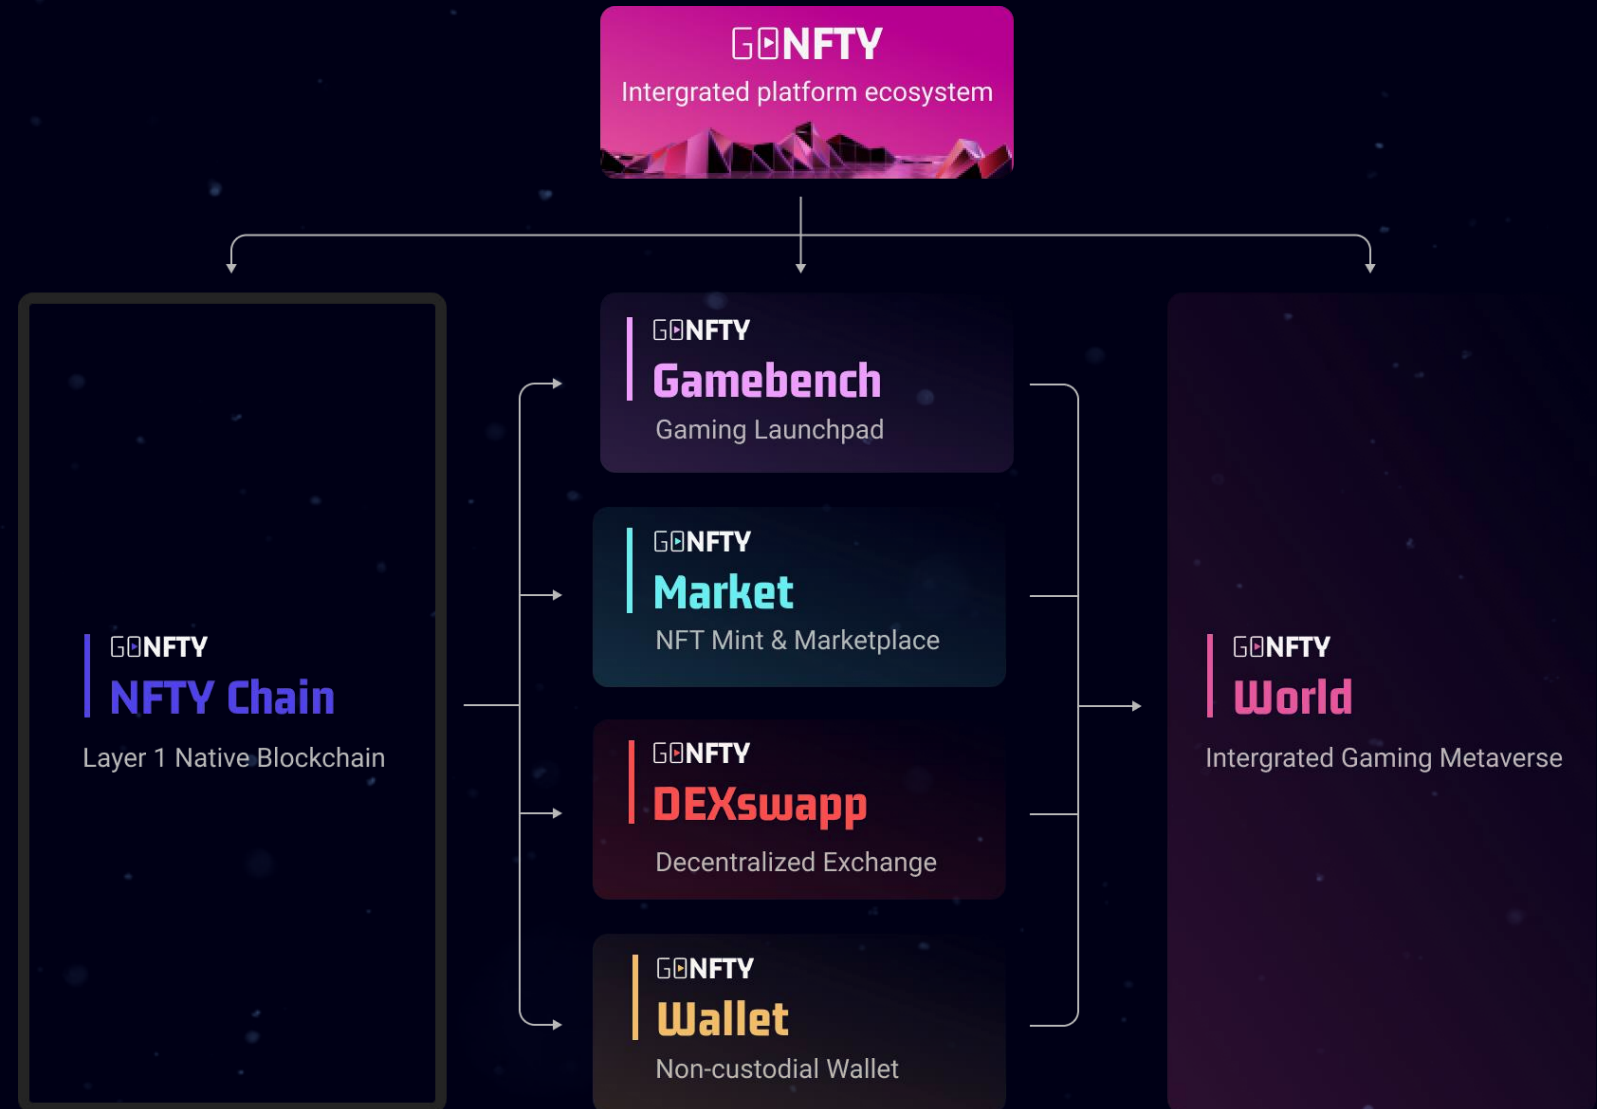 GONFTY
Intergrated platform ecosystem
GONFTY
NFTY Chain
Layer 1 Native Blockchain
GONFTY
Gamebench
Gaming Launchpad
GONFTY
Market
NFT Mint & Marketplace
GONFTY
DEXswapp
Decentralized Exchange
GONFTY
Wallet
Non-custodial Wallet
GONFTY
World
Intergrated Gaming Metaverse